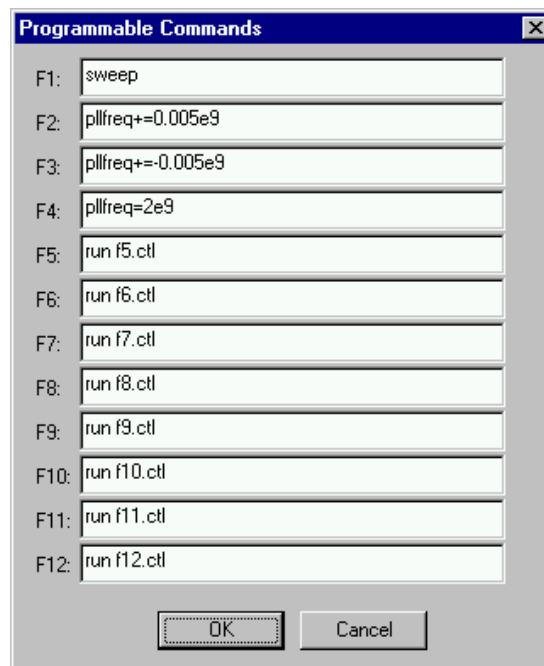 Programmable Commands
F1: sweep
F2: pllfreq+=0.005e9
F3: pllfreq+=-0.005e9
F4: pllfreq=2e9
F5: run f5.ctl
F6: run f6.ctl
F7: run f7.ctl
F8: run f8.ctl
F9: run f9.ctl
F10: run f10.ctl
F11: run f11.ctl
F12: run f12.ctl
OK Cancel